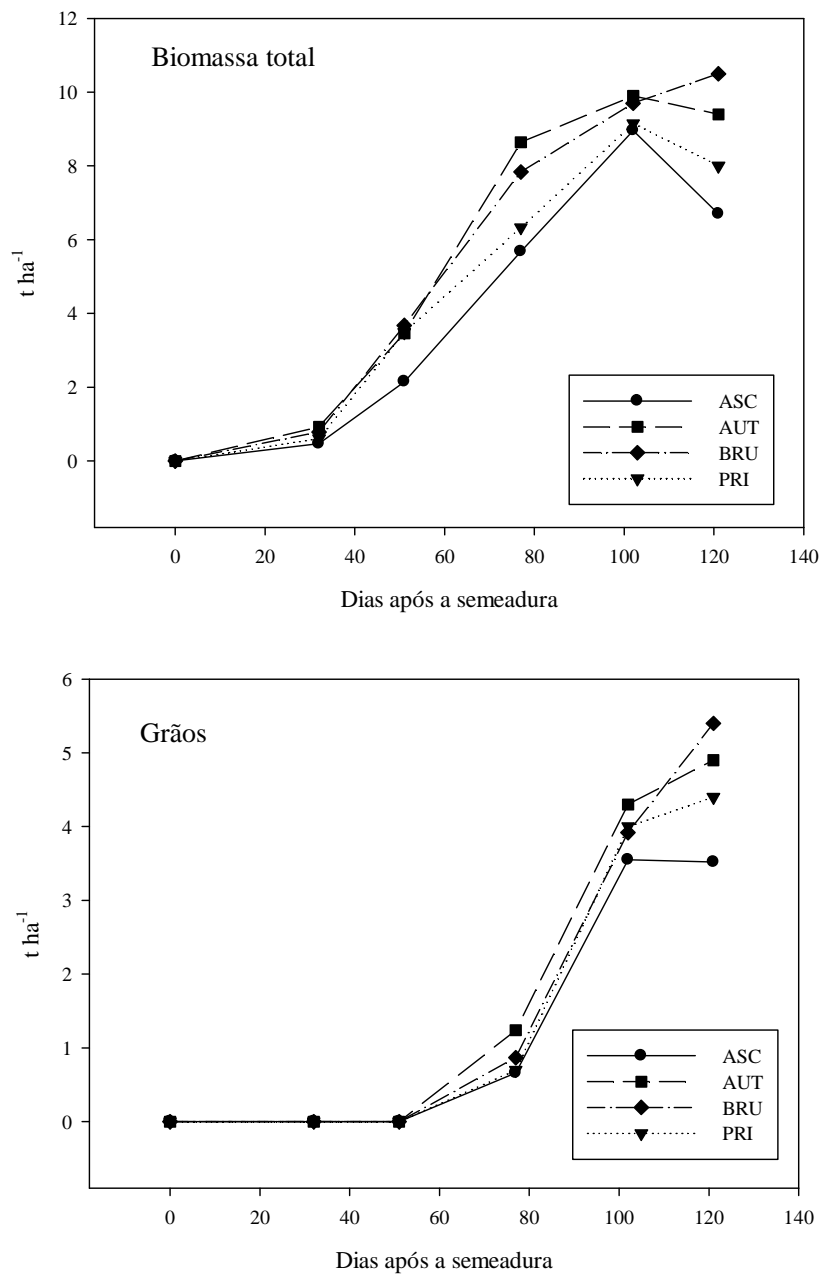 Biomassa total
t ha-1
12
10
8
6
4
2
0
0 20 40 60 80 100 120 140
Dias após a semeadura
ASC
AUT
BRU
PRI
Grãos
t ha-1
6
5
4
3
2
1
0
0 20 40 60 80 100 120 140
Dias após a semeadura
ASC
AUT
BRU
PRI